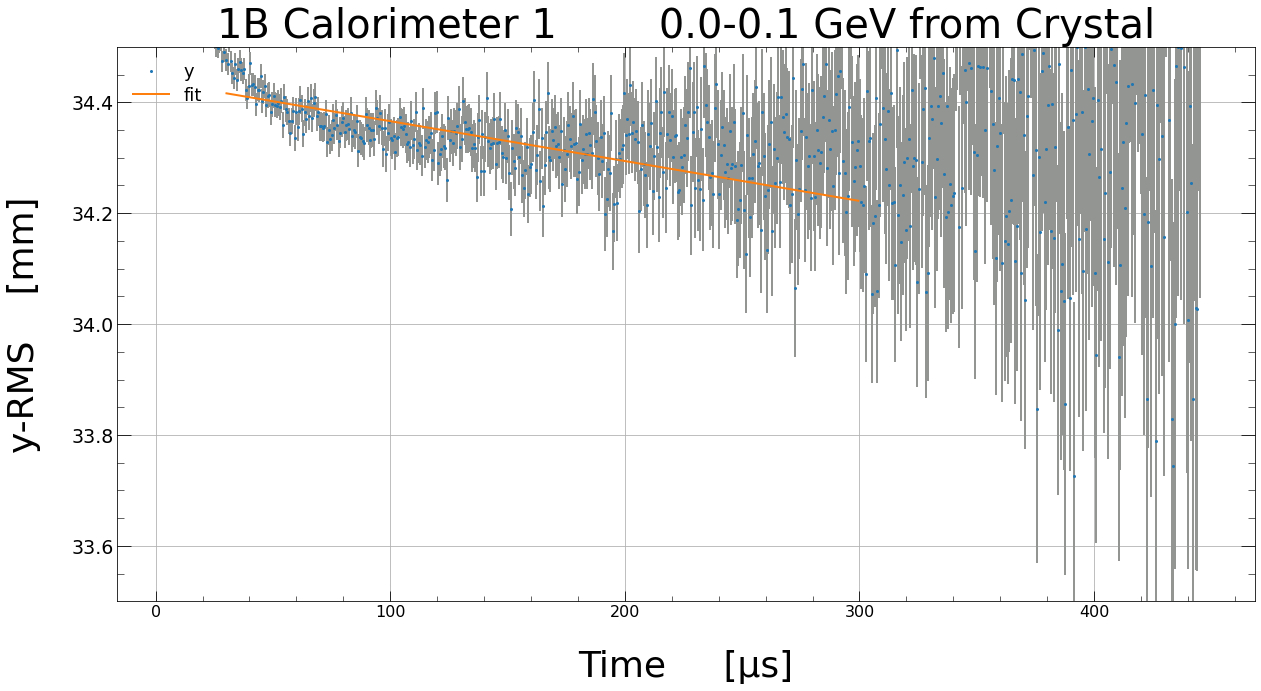 1B Calorimeter 1 0.0-0.1 GeV from Crystal
y
fit
y-RMS [mm]
34.4
34.2
34.0
33.8
33.6
0 100 200 300 400
Time [μs]